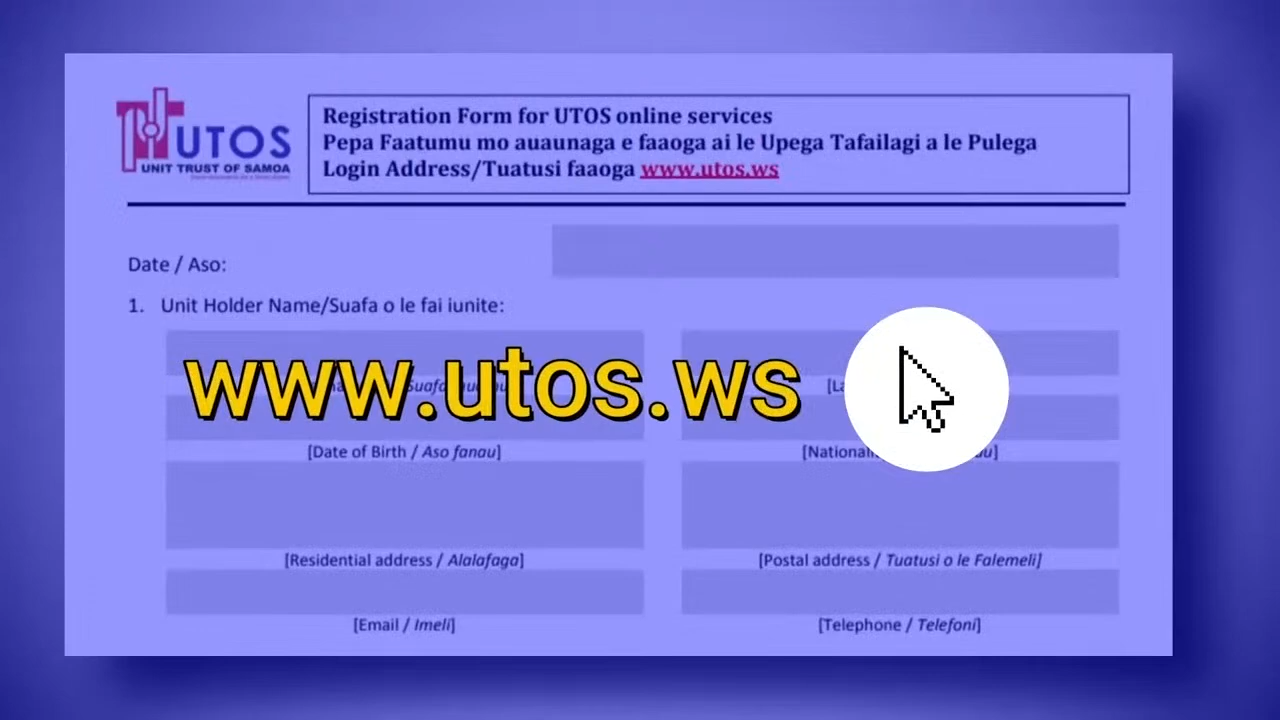 UTOS
UNIT TRUST OF SAMOA
Registration Form for UTOS online services
Pepa Faatumu mo auaunaga e faaoga ai le Upega Tafailagi a le Pulega
Login Address/Tuatusi faaoga www.utos.ws
Date / Aso:
1. Unit Holder Name/Suafa o le fai iunite:
www.utos.ws
[Date of Birth / Aso fanau]
[Residential address / Alalafaga]
[Postal address / Tuatusi o le Falemeli]
[Email / Imeli]
[Telephone / Telefoni]